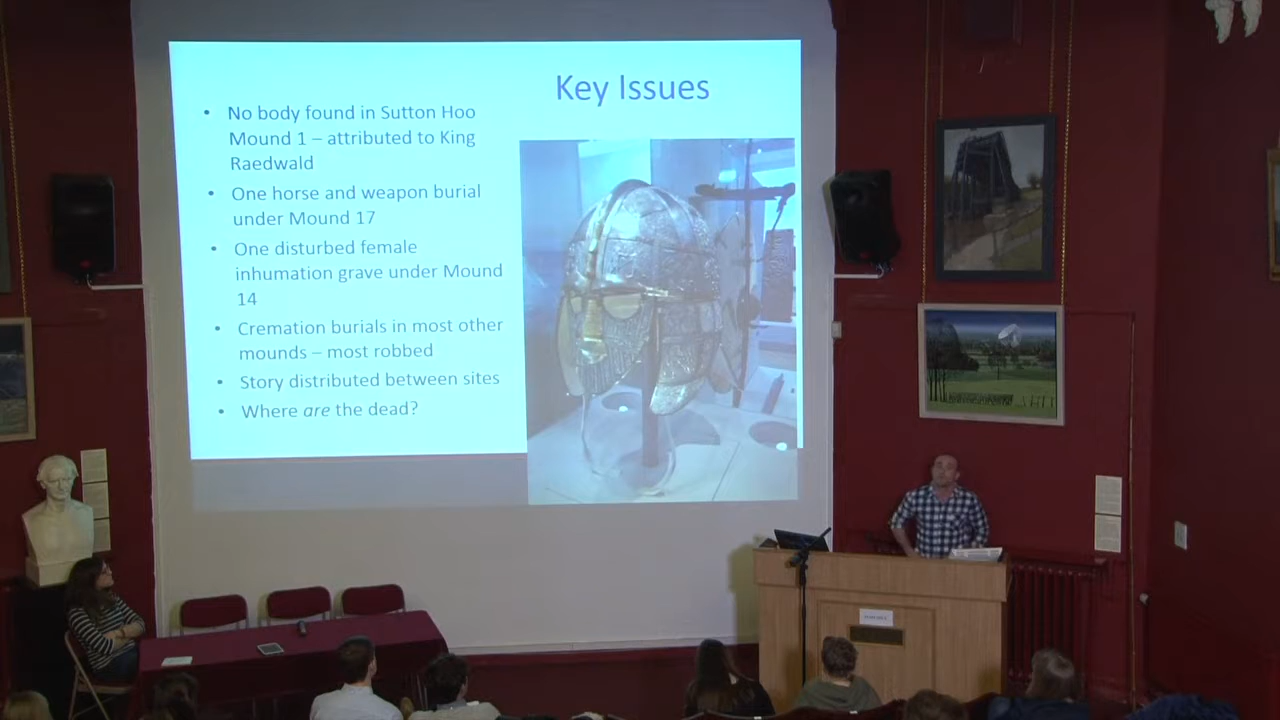 Key Issues
• No body found in Sutton Hoo
Mound 1 – attributed to King
Raedwald
• One horse and weapon burial
under Mound 17
• One disturbed female
inhumation grave under Mound
14
• Cremation burials in most other
mounds – most robbed
• Story distributed between sites
• Where are the dead?